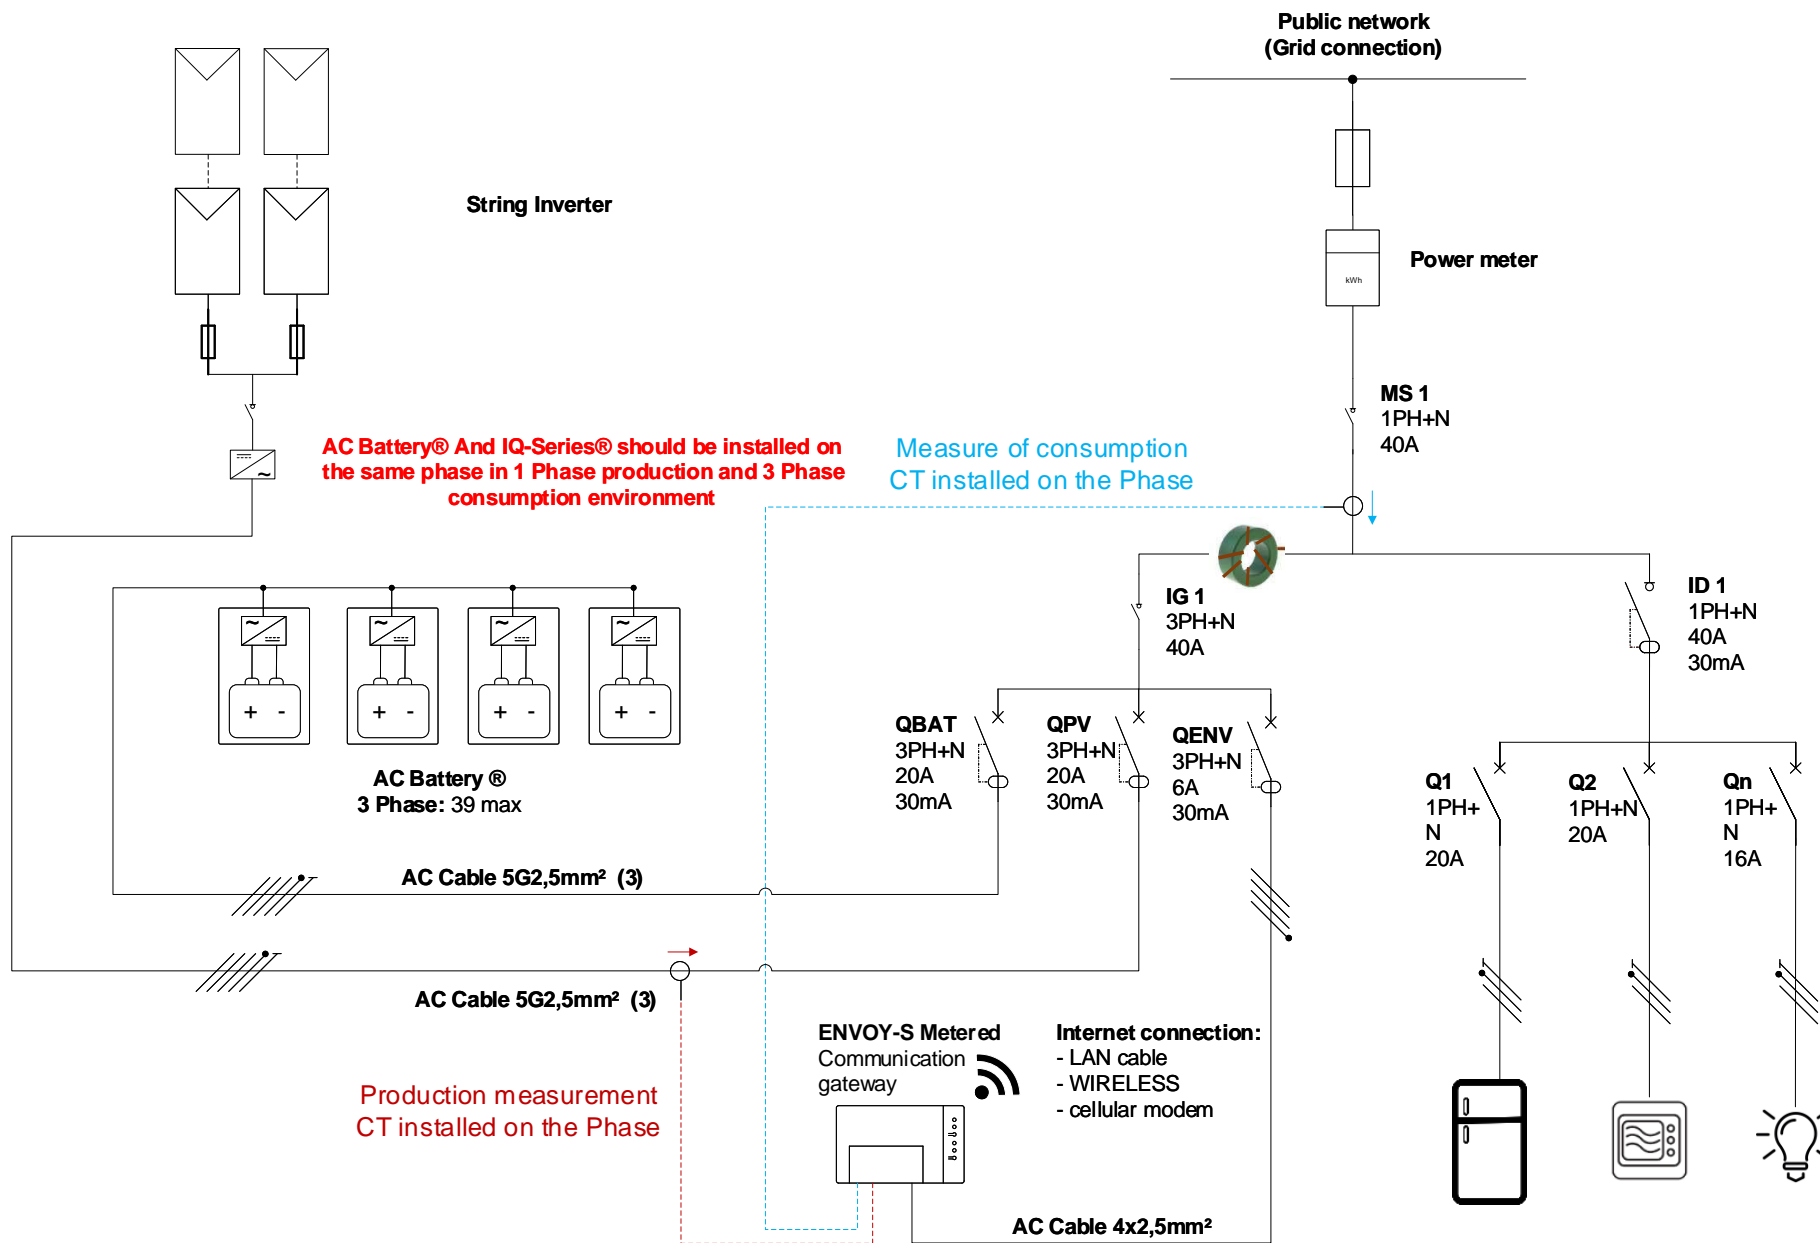 Public network
(Grid connection)
String Inverter
Power meter
kWh
MS 1
1PH+N
40A
AC Battery® And IQ-Series® should be installed on
the same phase in 1 Phase production and 3 Phase
consumption environment
Measure of consumption
CT installed on the Phase
IG 1
3PH+N
40A
ID 1
1PH+N
40A
30mA
~
~
~
~
~
+ -
+ -
+ -
+ -
AC Battery ®
3 Phase: 39 max
QBAT
3PH+N
20A
30mA
QPV
3PH+N
20A
30mA
QENV
3PH+N
6A
30mA
Q1
1PH+
N
20A
Q2
1PH+N
20A
Qn
1PH+
N
16A
AC Cable 5G2,5mm² (3)
AC Cable 5G2,5mm² (3)
ENVOY-S Metered
Communication
gateway
Internet connection:
- LAN cable
- WIRELESS
- cellular modem
Production measurement
CT installed on the Phase
AC Cable 4x2,5mm²